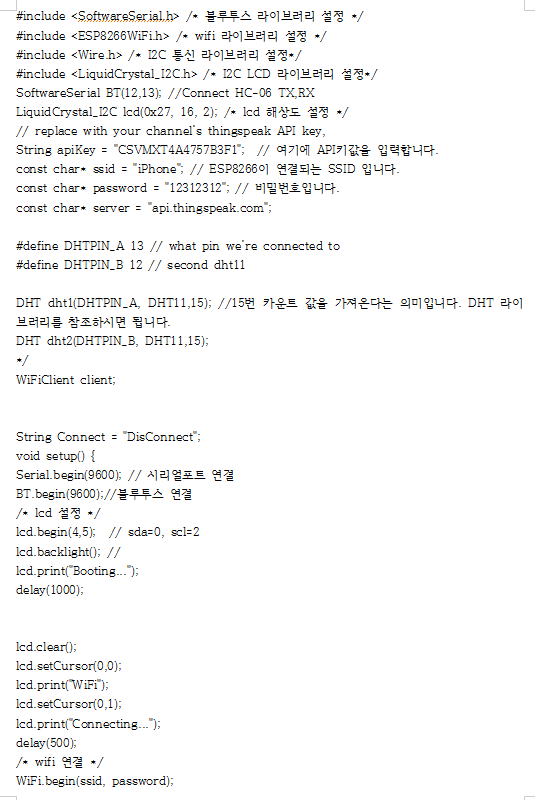 #include <SoftwareSerial.h> /* 블루투스 라이브러리 설정 */
#include <ESP8266WiFi.h> /* wifi 라이브러리 설정 */
#include <Wire.h> /* I2C 통신 라이브러리 설정*/
#include <LiquidCrystal_I2C.h> /* I2C LCD 라이브러리 설정*/
SoftwareSerial BT(12,13); //Connect HC-06 TX,RX
LiquidCrystal_I2C lcd(0x27, 16, 2); /* lcd 해상도 설정 */
// replace with your channel's thingspeak API key,
String apiKey = "CSVMXT4A4757B3F1";  // 여기에 API키값을 입력합니다.
const char* ssid = "iPhone"; // ESP8266이 연결되는 SSID 입니다.
const char* password = "12312312"; // 비밀번호입니다.
const char* server = "api.thingspeak.com";
#define DHTPIN_A 13 // what pin we're connected to
#define DHTPIN_B 12 // second dht11
DHT dht1(DHTPIN_A, DHT11,15); //15번 카운트 값을 가져온다는 의미입니다. DHT 라이
브러리를 참조하시면 됩니다.
DHT dht2(DHTPIN_B, DHT11,15);
*/
WiFiClient client;
String Connect = "DisConnect";
void setup() {
Serial.begin(9600); // 시리얼포트 연결
BT.begin(9600);//블루투스 연결
/* lcd 설정 */
lcd.begin(4,5);  // sda=0, scl=2
lcd.backlight(); //
lcd.print("Booting...");
delay(1000);
lcd.clear();
lcd.setCursor(0,0);
lcd.print("WiFi");
lcd.setCursor(0,1);
lcd.print("Connecting...");
delay(500);
/* wifi 연결 */
WiFi.begin(ssid, password);